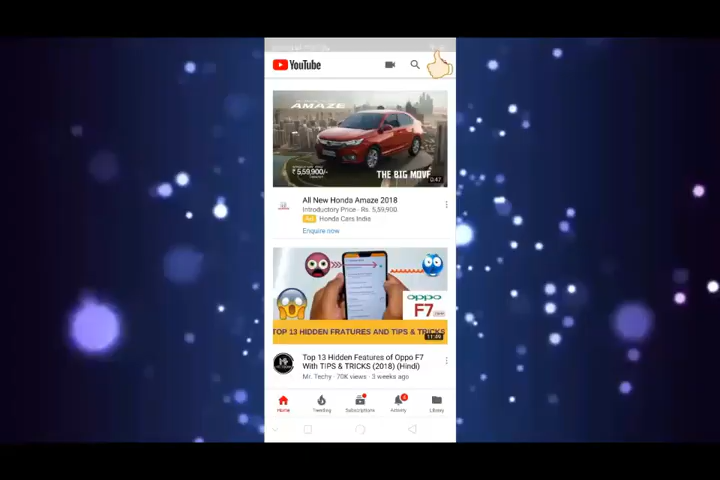 YouTube
AMAZE
₹ 5,59,900/-
THE BIG MOVE
0:47
All New Honda Amaze 2018
Introductory Price - Rs. 5,59,900
Ad Honda Cars India
Enquire now
oppo
F7
TOP 13 HIDDEN FEATURES AND TIPS & TRICKS
11:49
Top 13 Hidden Features of Oppo F7
With TIPS & TRICKS (2018) (Hindi)
Mr. Techy · 70K views · 3 weeks ago
Home
Trending
Subscriptions
Activity
Library